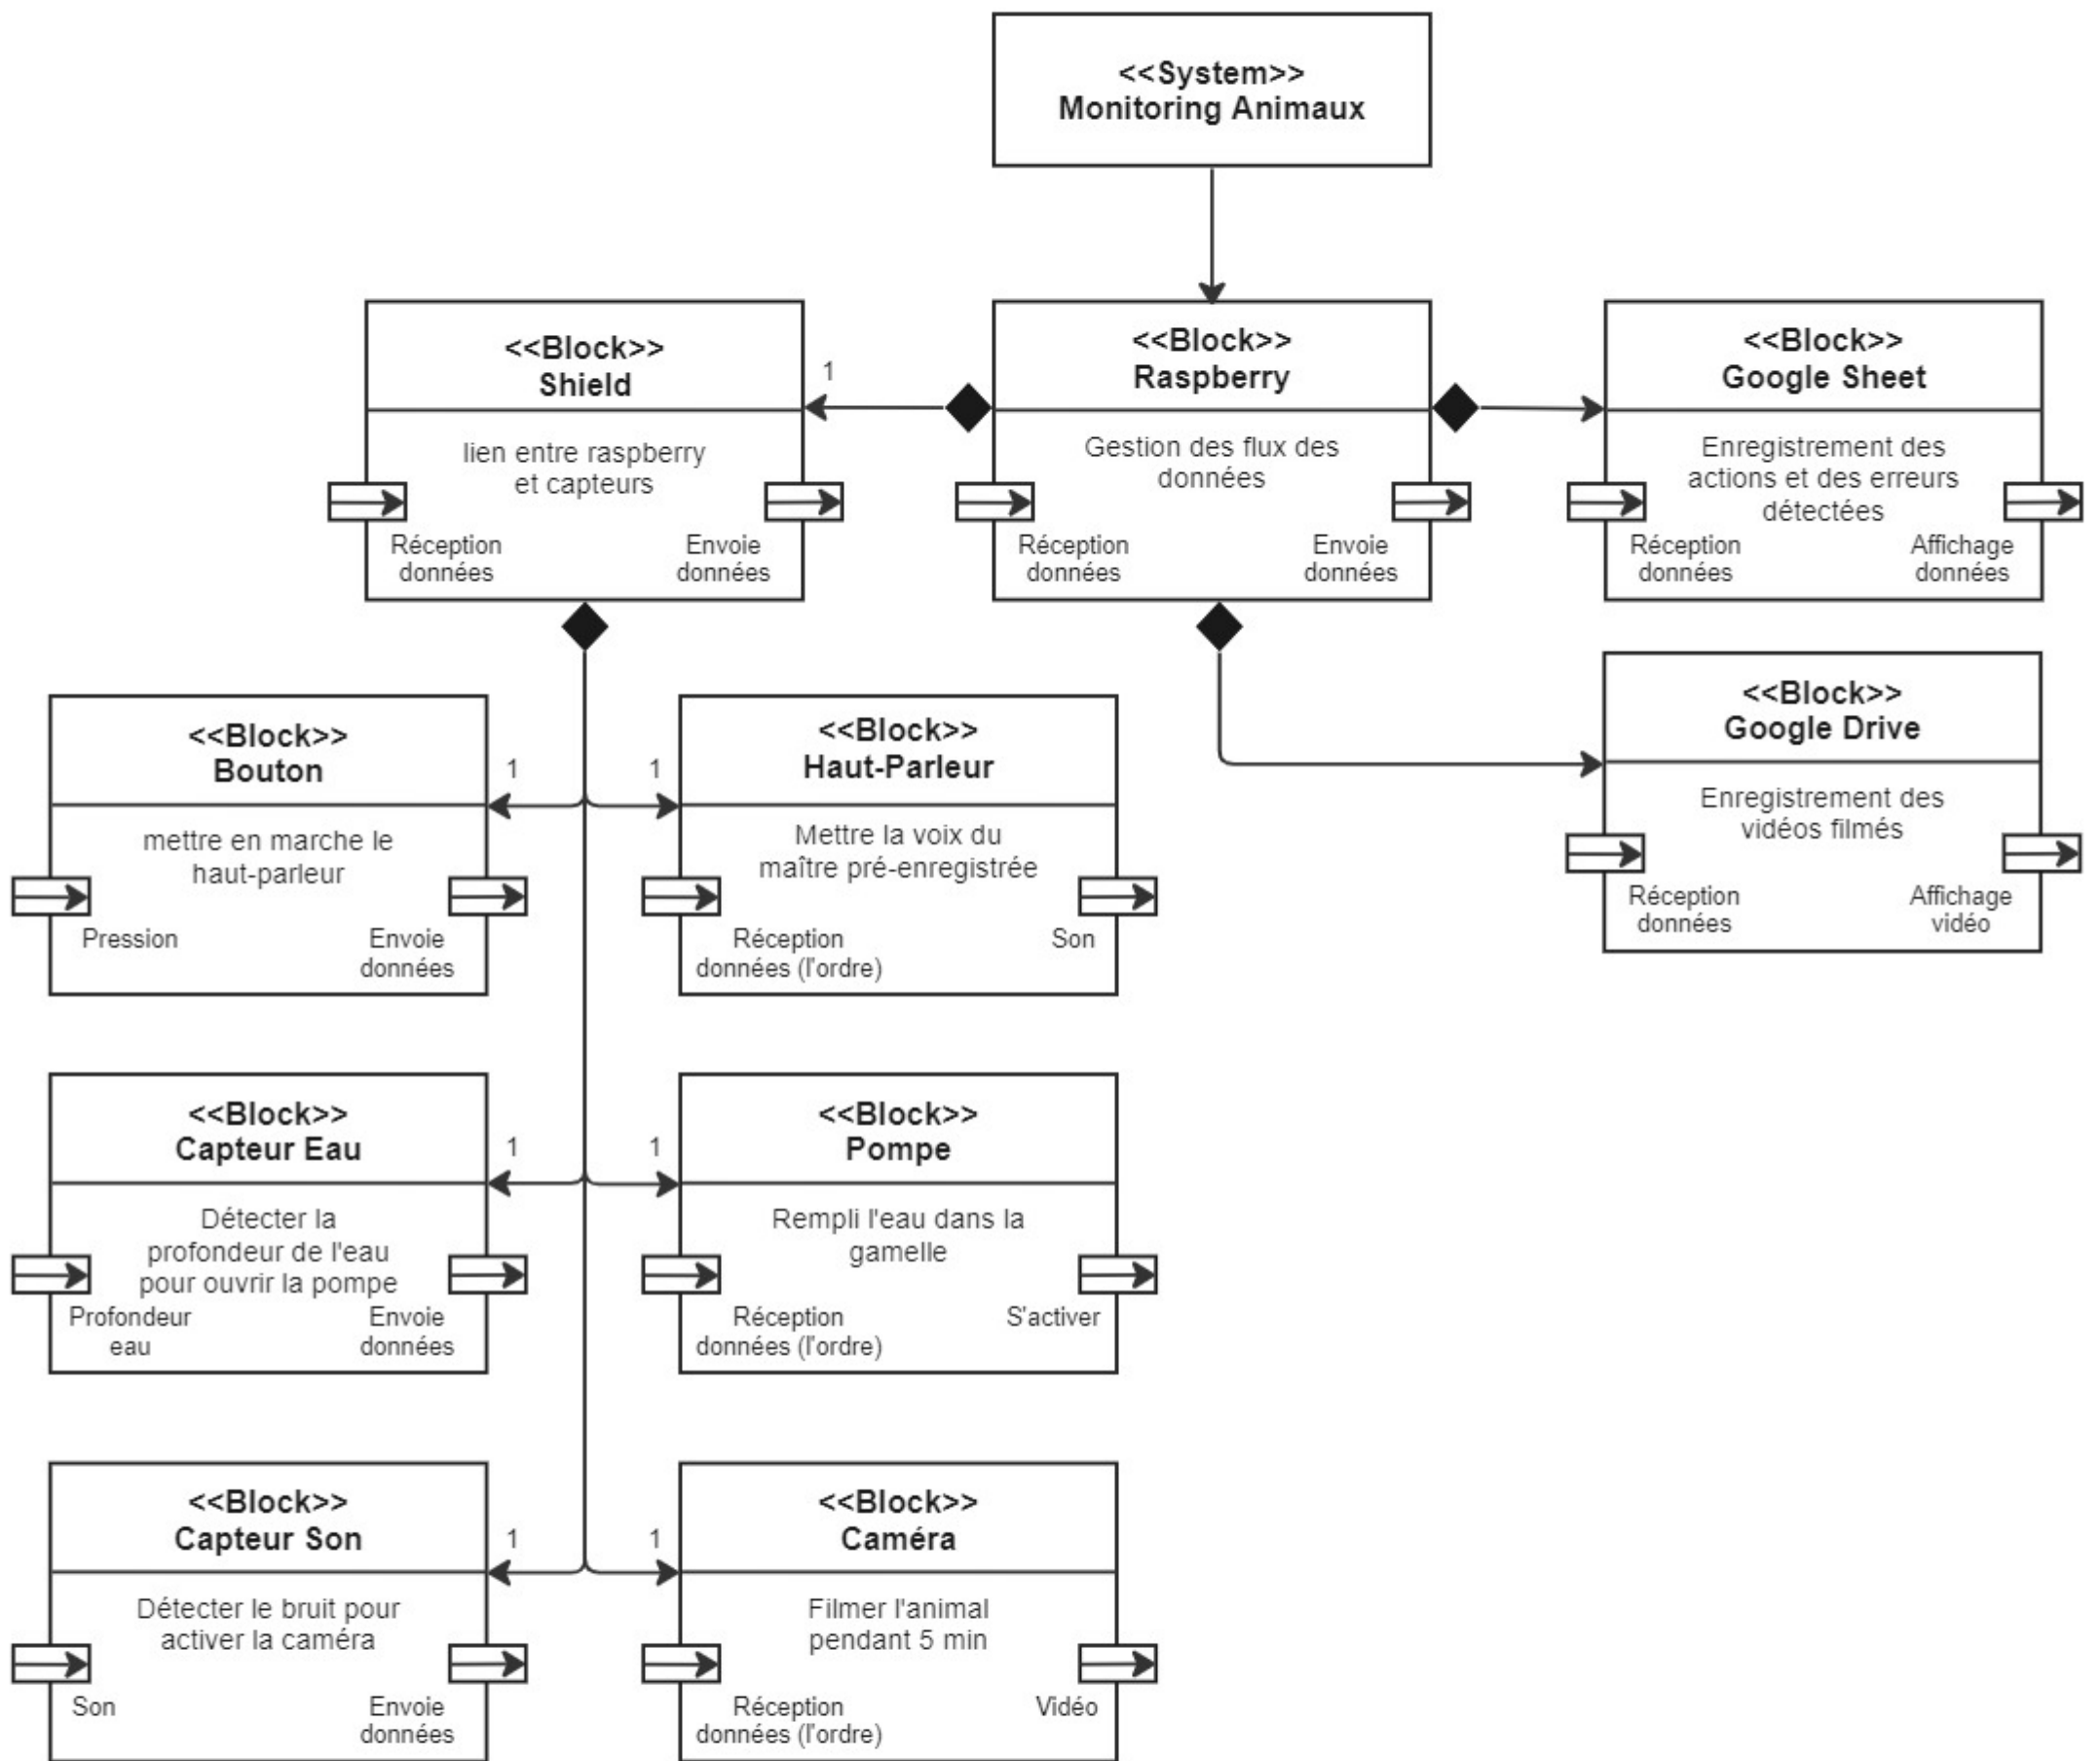 <<System>>
Monitoring Animaux
<<Block>>
Shield
1
lien entre raspberry
et capteurs
Réception
données
Envoie
données
<<Block>>
Raspberry
Gestion des flux des
données
Réception
données
Envoie
données
<<Block>>
Google Sheet
Enregistrement des
actions et des erreurs
détectées
Réception
données
Affichage
données
<<Block>>
Google Drive
Enregistrement des
vidéos filmés
Réception
données
Affichage
vidéo
<<Block>>
Bouton
1
mettre en marche le
haut-parleur
Pression
Envoie
données
1
<<Block>>
Haut-Parleur
Mettre la voix du
maître pré-enregistrée
Réception
données (l'ordre)
Son
<<Block>>
Capteur Eau
1
Détecter la
profondeur de l'eau
pour ouvrir la pompe
Profondeur
eau
Envoie
données
1
<<Block>>
Pompe
Rempli l'eau dans la
gamelle
Réception
données (l'ordre)
S'activer
<<Block>>
Capteur Son
1
Détecter le bruit pour
activer la caméra
Son
Envoie
données
1
<<Block>>
Caméra
Filmer l'animal
pendant 5 min
Réception
données (l'ordre)
Vidéo